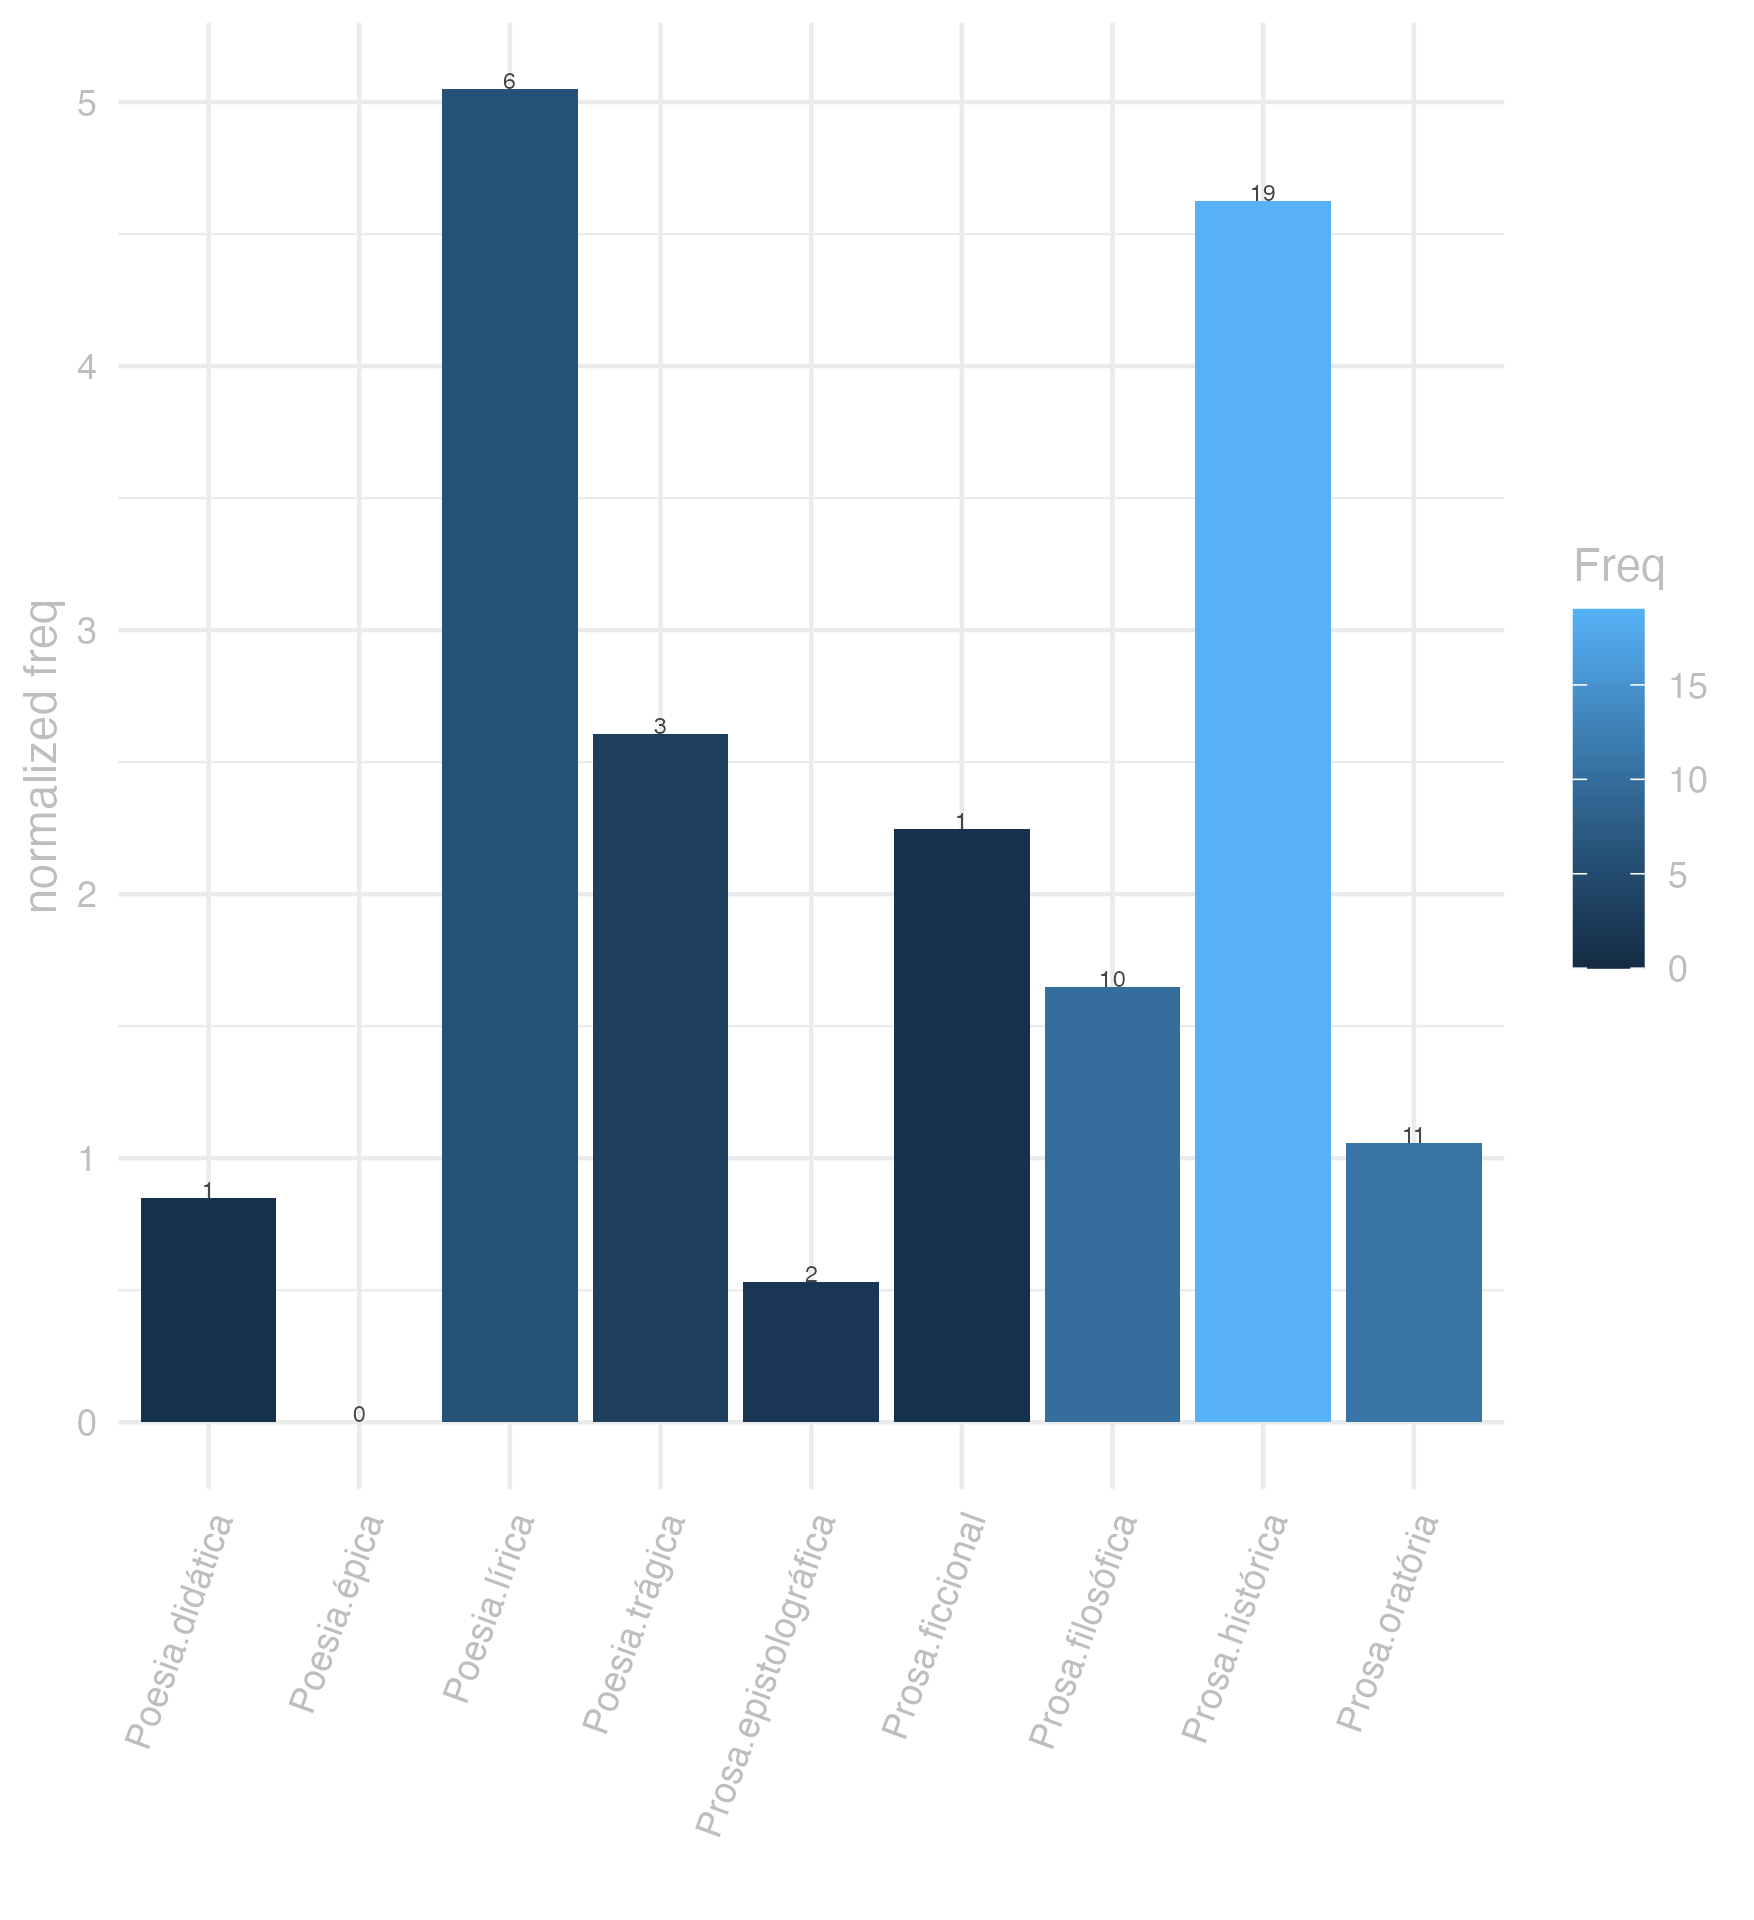 normalized freq
5
4
3
2
1
0
1
0
6
3
2
1
10
19
11
Poesia.didática
Poesia.épica
Poesia.lírica
Poesia.trágica
Prosa.epistolográfica
Prosa.ficcional
Prosa.filosófica
Prosa.histórica
Prosa.oratória
Freq
15
10
5
0